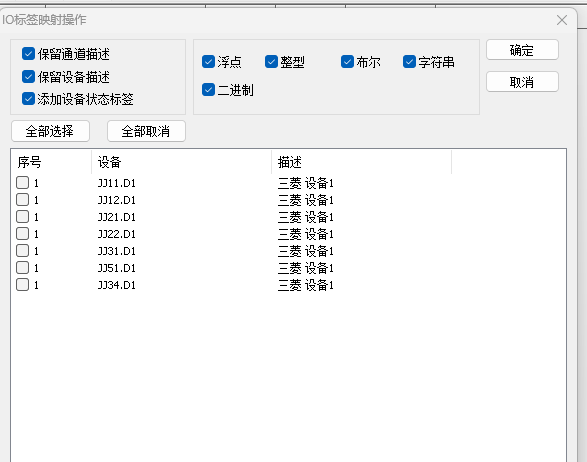 IO标签映射操作
保留通道描述
保留设备描述
添加设备状态标签
浮点 整型 布尔 字符串
二进制
确定
取消
全部选择 全部取消
序号 设备 描述
1 JJ11.D1 三菱 设备1
1 JJ12.D1 三菱 设备1
1 JJ21.D1 三菱 设备1
1 JJ22.D1 三菱 设备1
1 JJ31.D1 三菱 设备1
1 JJ51.D1 三菱 设备1
1 JJ34.D1 三菱 设备1